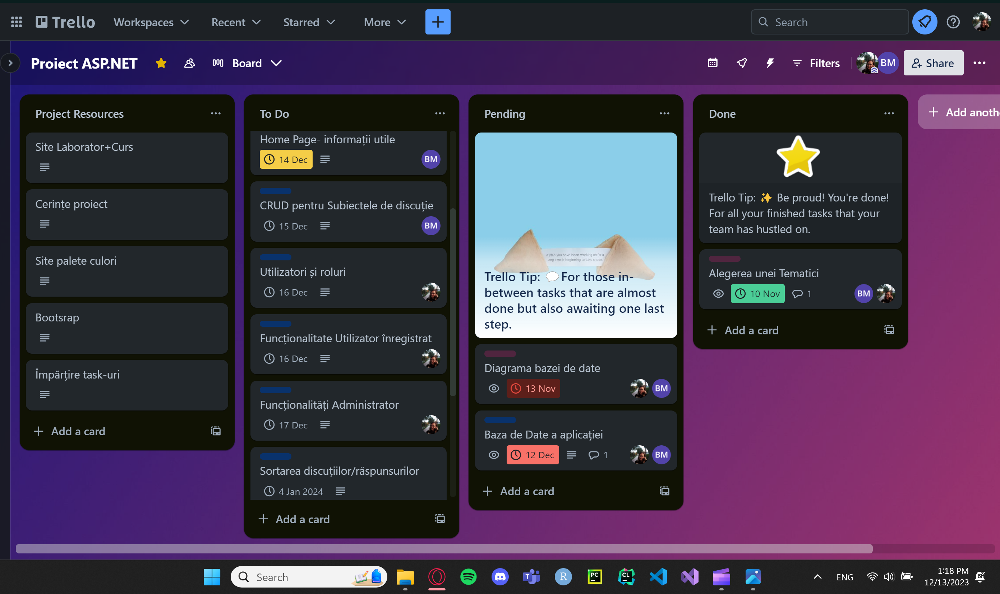 Trello
Workspaces
Recent
Starred
More
Search
Proiect ASP.NET
Board
Filters
BM
Share
Project Resources
Site Laborator+Curs
Cerințe proiect
Site palete culori
Bootsrap
Împărțire task-uri
Add a card
To Do
Home Page- informații utile
14 Dec
BM
CRUD pentru Subiectele de discuție
15 Dec
BM
Utilizatori și roluri
16 Dec
Funcționalitate Utilizator înregistrat
16 Dec
Funcționalități Administrator
17 Dec
Sortarea discuțiilor/răspunsurilor
4 Jan 2024
Add a card
Pending
A plan you have been working on for a
long time is beginning to take shape.
Trello Tip: 💬For those in-
between tasks that are almost
done but also awaiting one last
step.
Diagrama bazei de date
13 Nov
BM
Baza de Date a aplicației
12 Dec
1
BM
Add a card
Done
Trello Tip: ✨ Be proud! You're done!
For all your finished tasks that your
team has hustled on.
Alegerea unei Tematici
10 Nov
1
BM
Add a card
Add anoth
Search
T
R
PC
CL
ENG
1:18 PM
12/13/2023